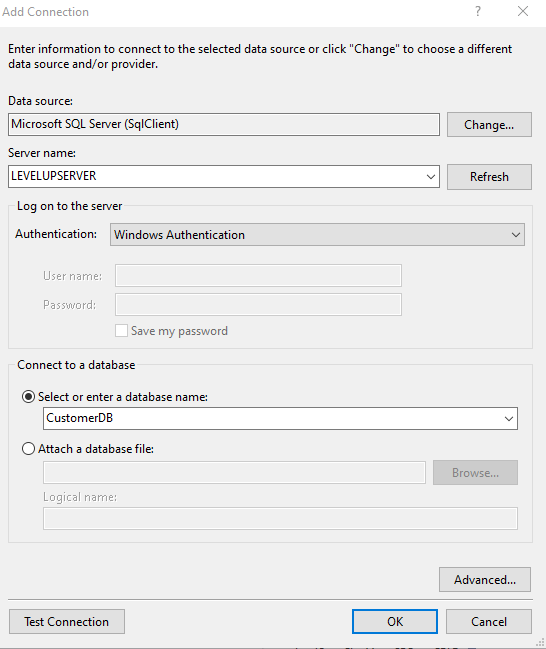 Add Connection
?
Enter information to connect to the selected data source or click "Change" to choose a different
data source and/or provider.
Data source:
Microsoft SQL Server (SqlClient)
Change...
Server name:
LEVELUPSERVER
Refresh
Log on to the server
Authentication:
Windows Authentication
User name:
Password:
Save my password
Connect to a database
Select or enter a database name:
CustomerDB
Attach a database file:
Browse...
Logical name:
Advanced...
Test Connection
OK
Cancel